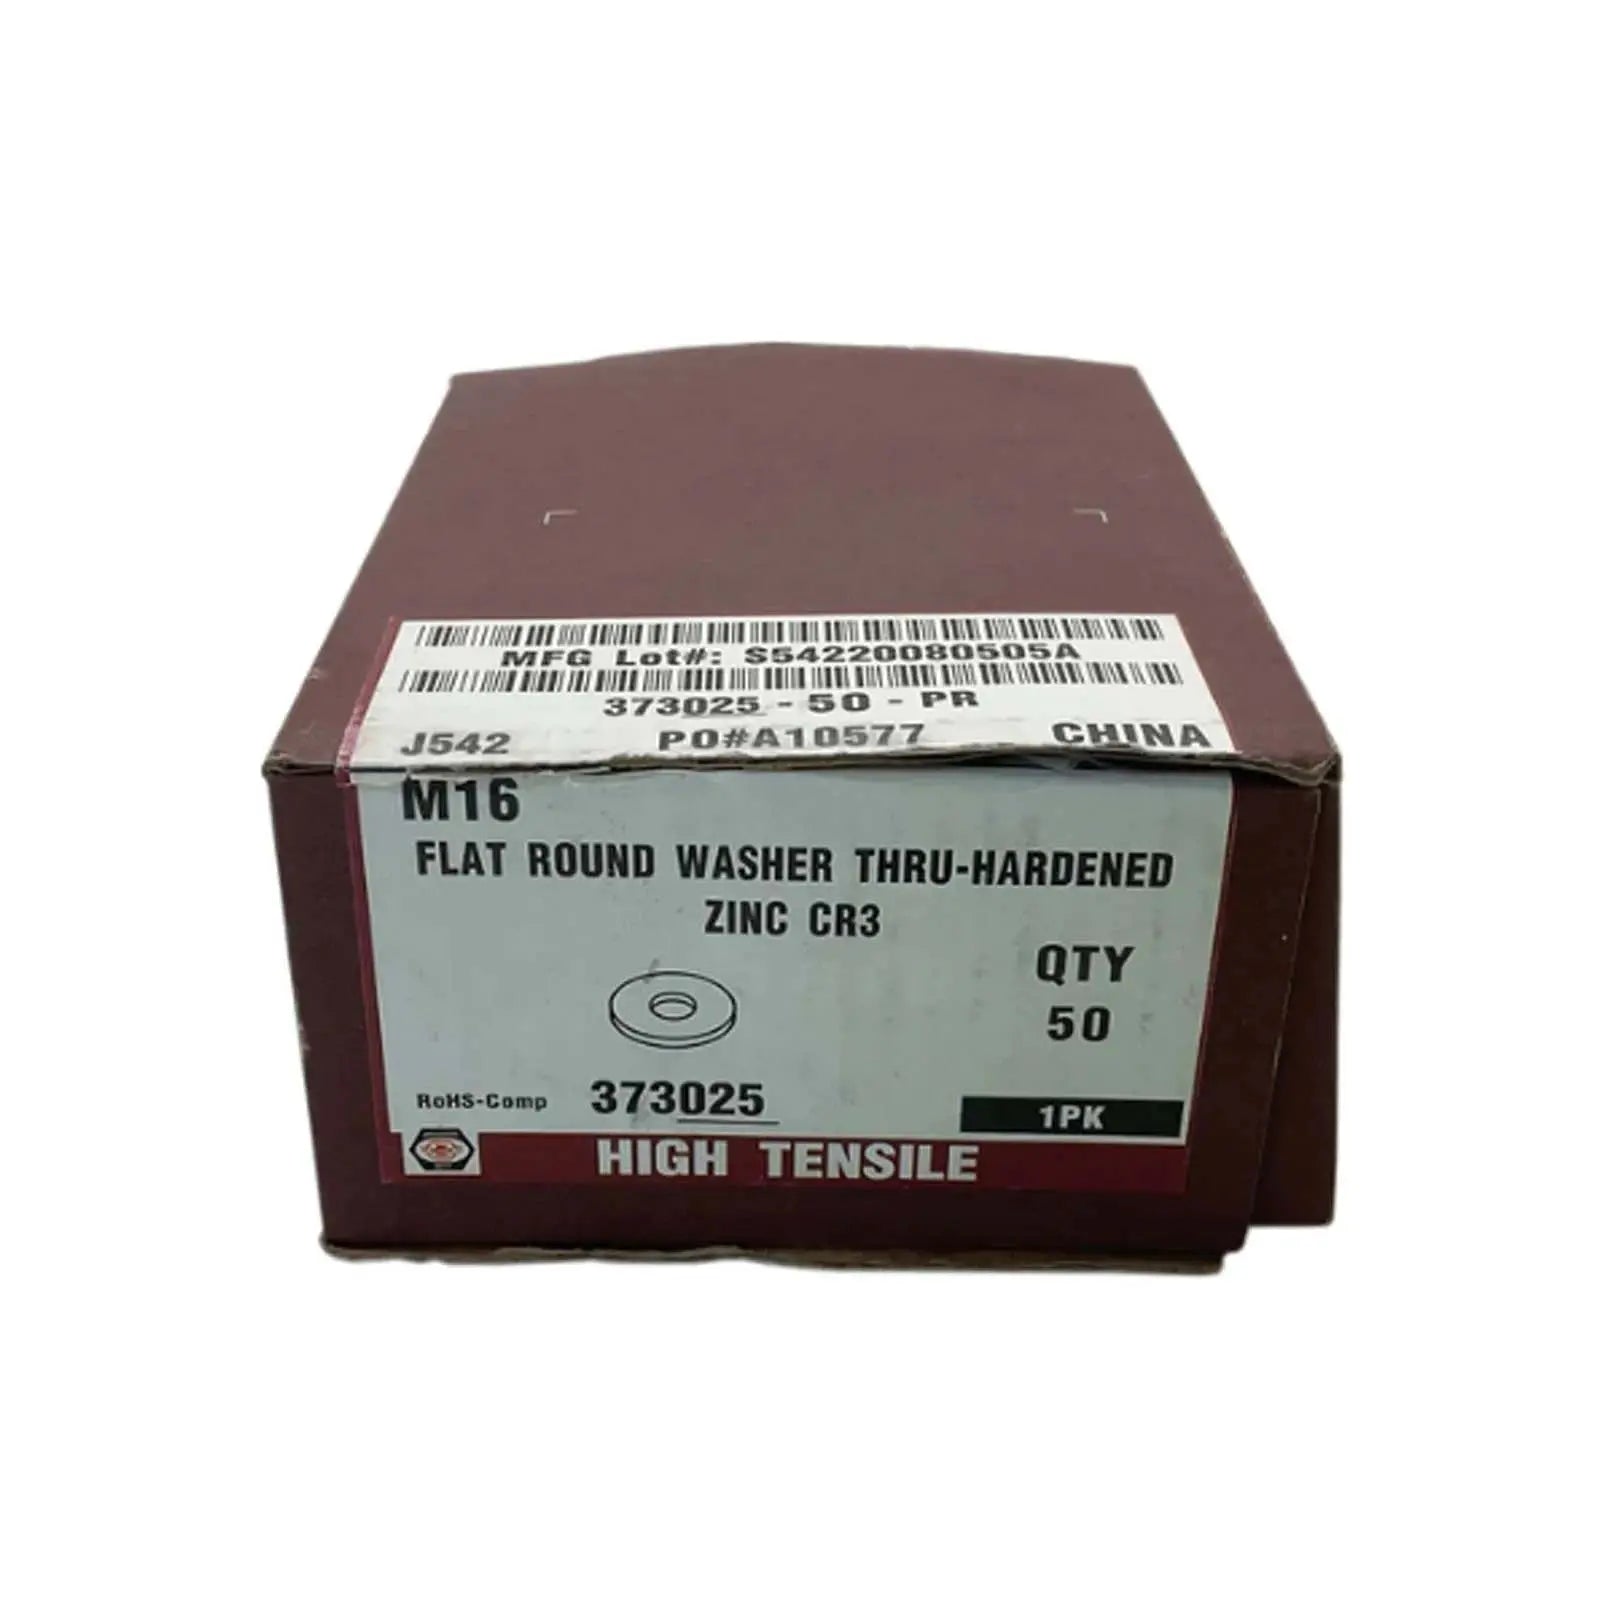 MFG Lot#: S54220080505A
373025 - 50 - PR
J542 PO#A10577 CHINA
M16
FLAT ROUND WASHER THRU-HARDENED
ZINC CR3
QTY
50
RoHS-Comp 373025 1PK
HIGH TENSILE